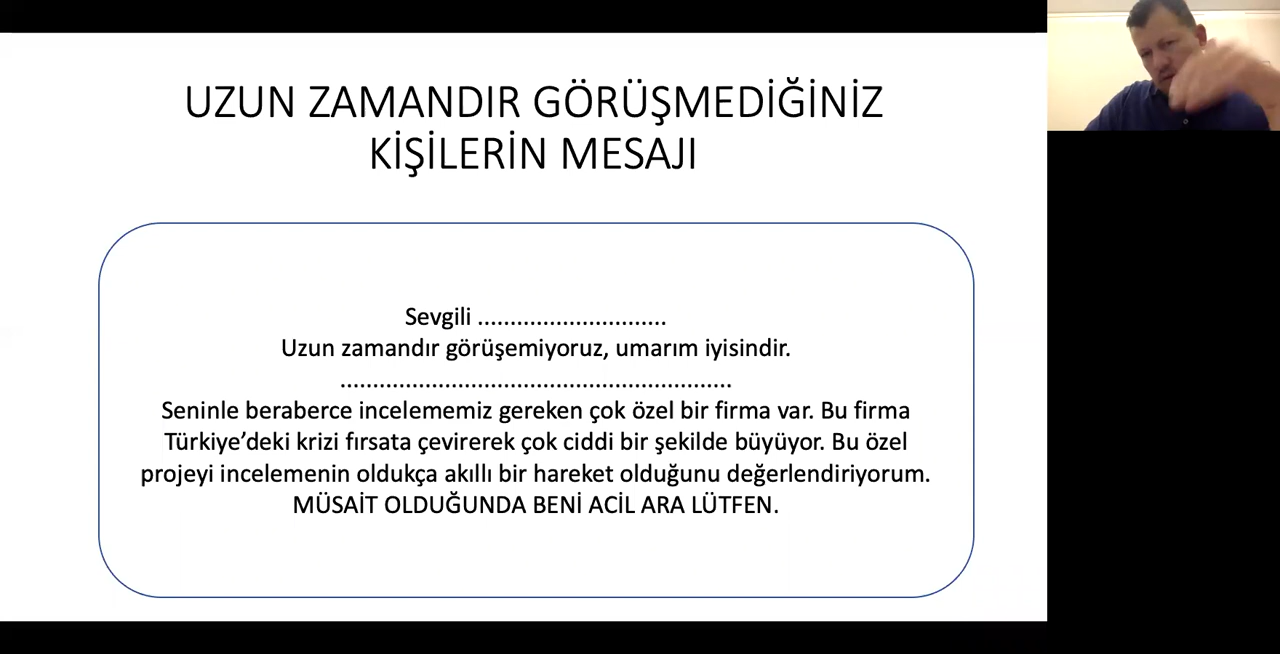 UZUN ZAMANDIR GÖRÜŞMEDİĞİNİZ
KİŞİLERİN MESAJI
Sevgili .............................
Uzun zamandır görüşemiyoruz, umarım iyisindir.
............................................................
Seninle beraberce incelememiz gereken çok özel bir firma var. Bu firma
Türkiye’deki krizi fırsata çevirerek çok ciddi bir şekilde büyüyor. Bu özel
projeyi incelemenin oldukça akıllı bir hareket olduğunu değerlendiriyorum.
MÜSAİT OLDUĞUNDA BENİ ACİL ARA LÜTFEN.